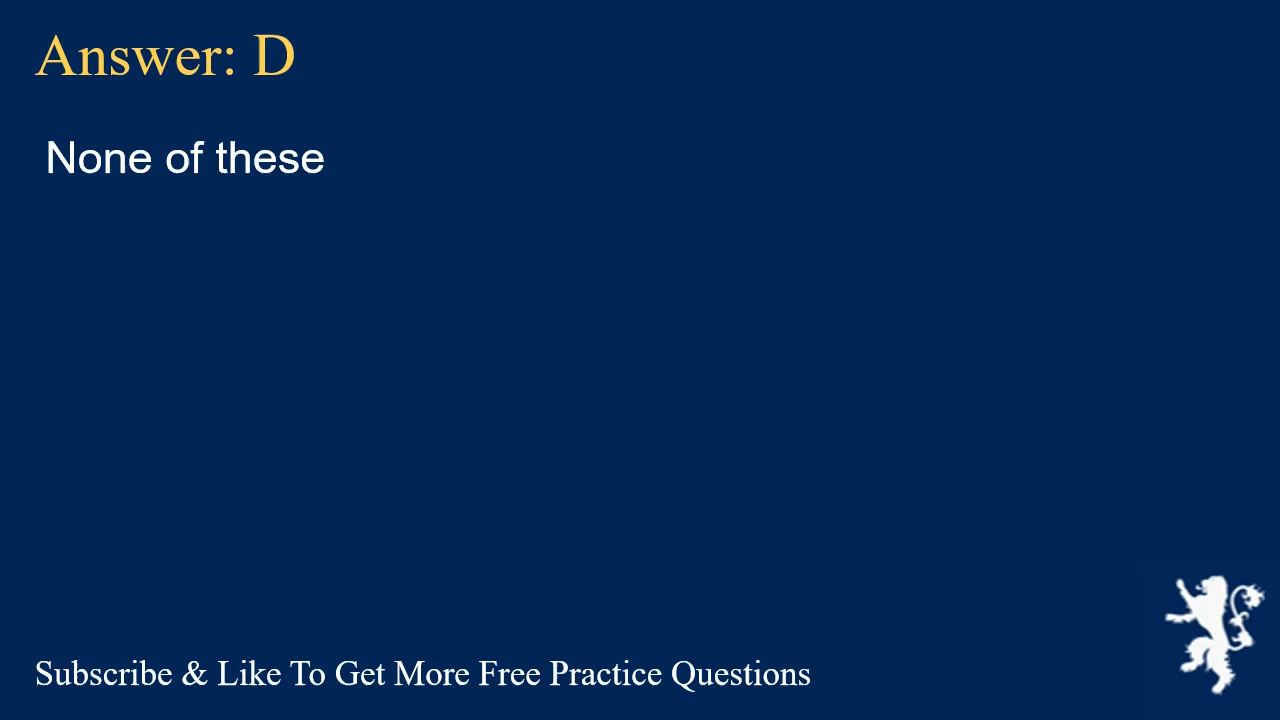 Answer: D
None of these
Subscribe & Like To Get More Free Practice Questions